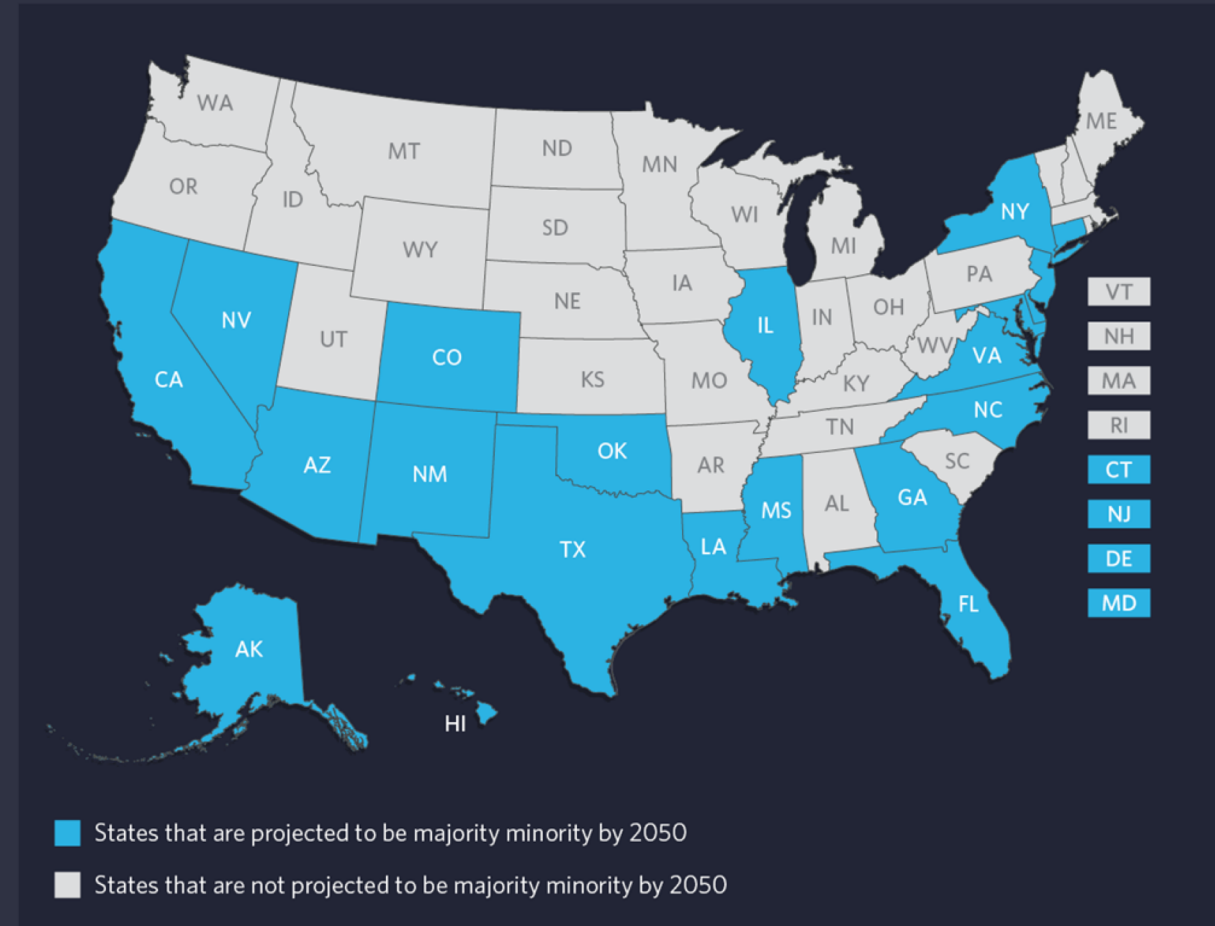 WA
ME
MT
ND
MN
OR
ID
SD
WI
NY
WY
MI
IA
PA
NE
VT
NV
IL
IN
OH
UT
NH
CO
WV
VA
CA
KS
MO
KY
MA
NC
TN
RI
OK
AZ
NM
AR
SC
CT
MS
AL
GA
NJ
TX
LA
DE
FL
MD
AK
HI
States that are projected to be majority minority by 2050
States that are not projected to be majority minority by 2050